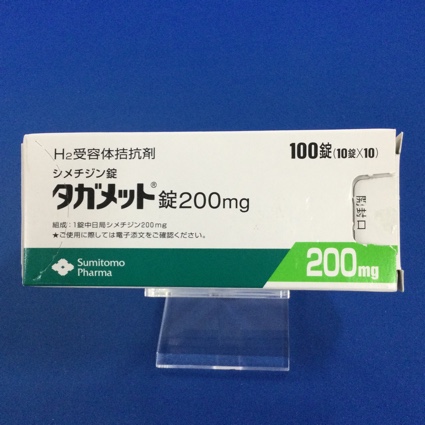 H2受容体拮抗剤
100錠(10錠×10)
シメチジン錠
タガメット®錠200mg
開封口
組成:1錠中日局シメチジン200mg
★ご使用に際しては電子添文をご確認ください。
Sumitomo
Pharma
200mg